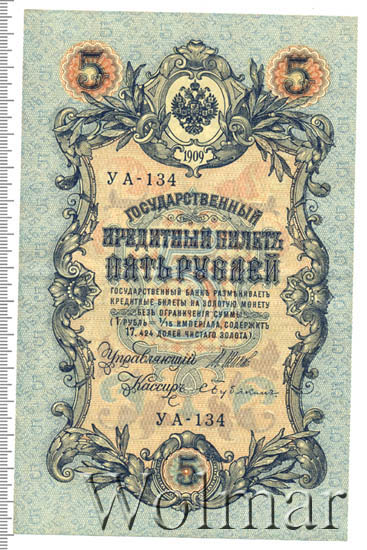 5 5
1909
УА-134
ГОСУДАРСТВЕННЫЙ
КРЕДИТНЫЙ БИЛЕТЪ
ПЯТЬ РУБЛЕЙ
ГОСУДАРСТВЕННЫЙ БАНКЪ РАЗМѢНИВАЕТЪ
КРЕДИТНЫЕ БИЛЕТЫ НА ЗОЛОТУЮ МОНЕТУ
БЕЗЪ ОГРАНИЧЕНІЯ СУММЫ
(1 РУБЛЬ = 1/15 ИМПЕРІАЛА, СОДЕРЖИТЪ
17,424 ДОЛЕЙ ЧИСТАГО ЗОЛОТА).
Управляющій
Кассиръ
УА-134
5
Wolmar